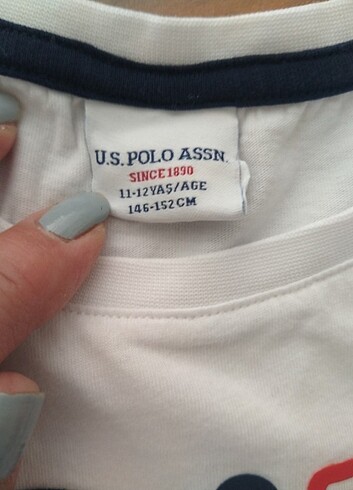 U.S. POLO ASSN.
SINCE 1890
11-12 YAŞ/AGE
146-152 CM